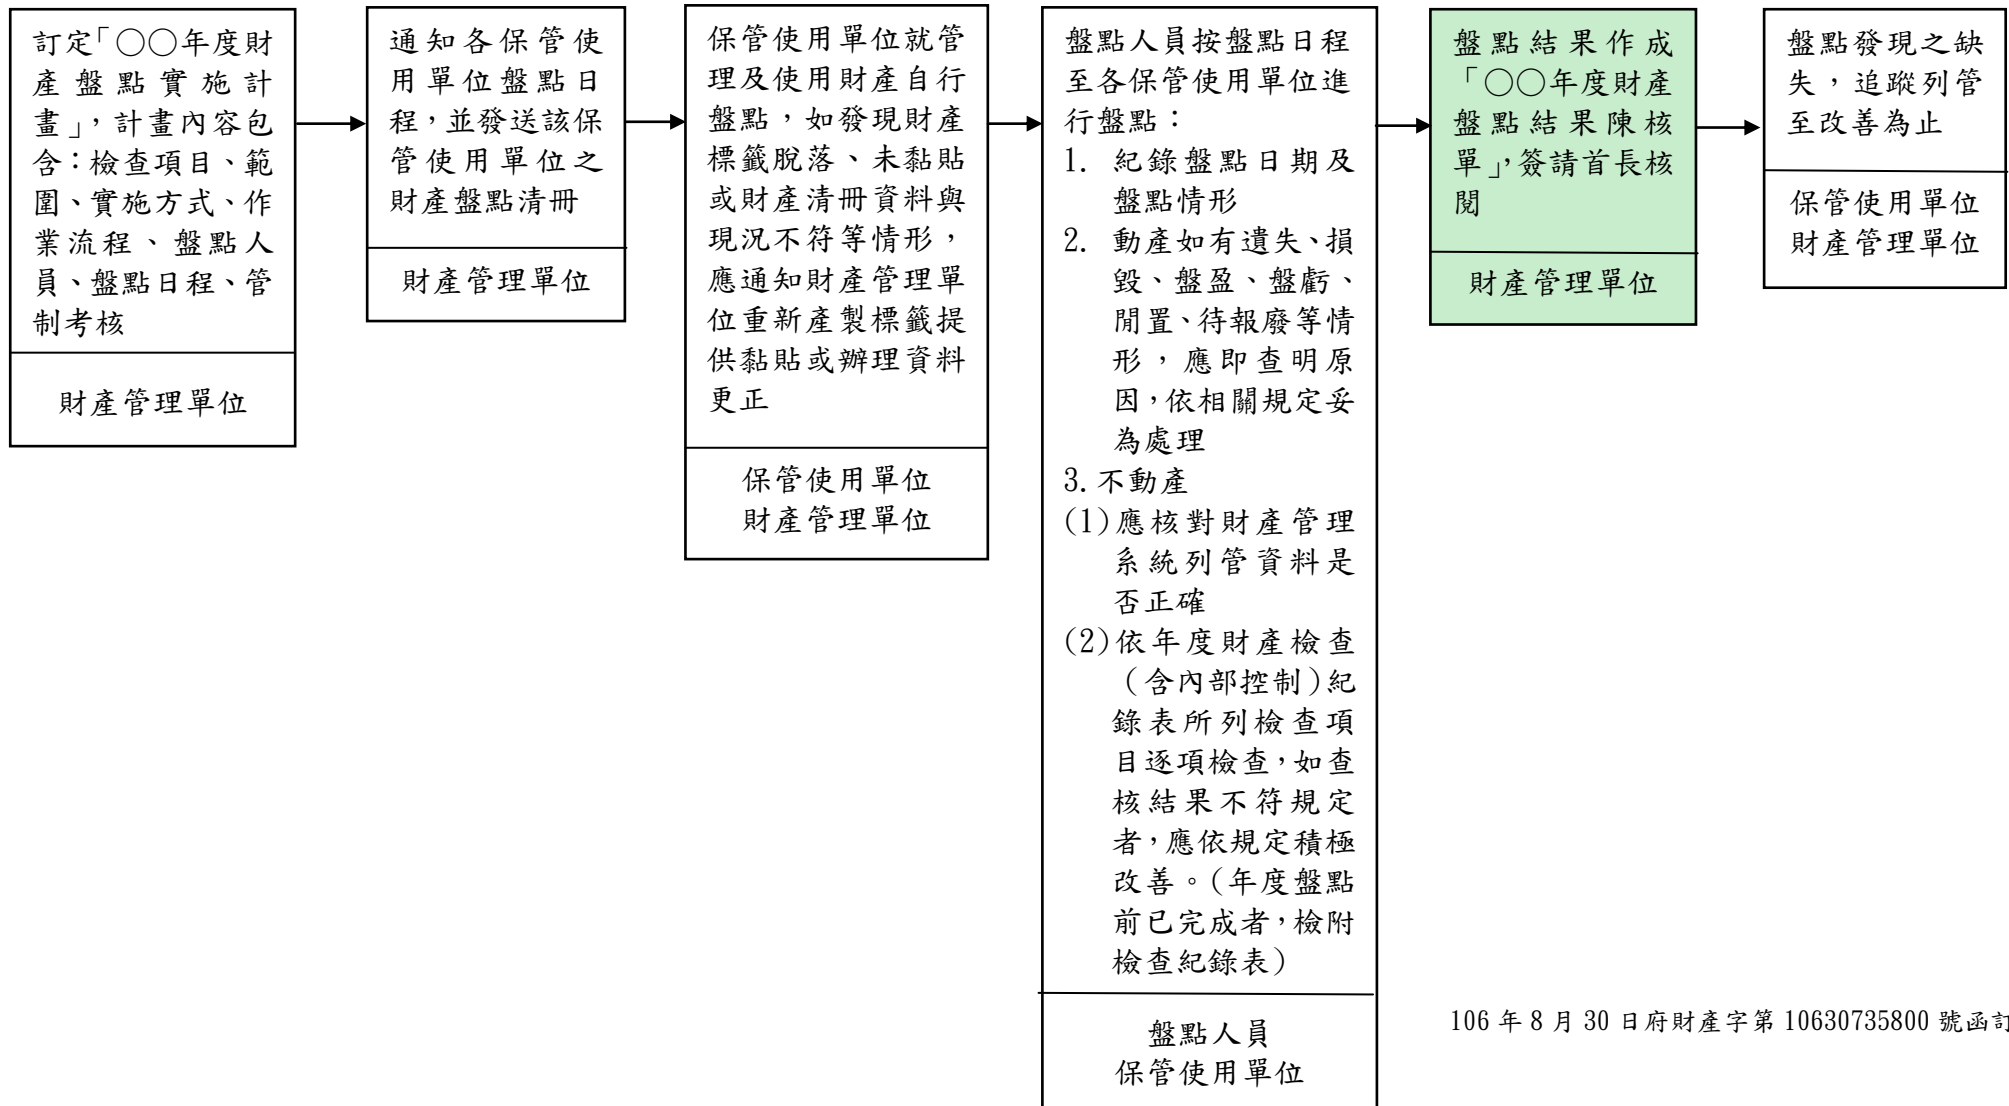 訂定「○○年度財
產盤點實施計
畫」，計畫內容包
含：檢查項目、範
圍、實施方式、作
業流程、盤點人
員、盤點日程、管
制考核
財產管理單位
通知各保管使
用單位盤點日
程，並發送該保
管使用單位之
財產盤點清冊
財產管理單位
保管使用單位就管
理及使用財產自行
盤點，如發現財產
標籤脫落、未黏貼
或財產清冊資料與
現況不符等情形，
應通知財產管理單
位重新產製標籤提
供黏貼或辦理資料
更正
保管使用單位
財產管理單位
盤點人員按盤點日程
至各保管使用單位進
行盤點：
1. 紀錄盤點日期及
盤點情形
2. 動產如有遺失、損
毀、盤盈、盤虧、
閒置、待報廢等情
形，應即查明原
因，依相關規定妥
為處理
3.不動產
(1)應核對財產管理
系統列管資料是
否正確
(2)依年度財產檢查
（含內部控制）紀
錄表所列檢查項
目逐項檢查，如查
核結果不符規定
者，應依規定積極
改善。（年度盤點
前已完成者，檢附
檢查紀錄表）
盤點人員
保管使用單位
盤點結果作成
「○○年度財產
盤點結果陳核
單」，簽請首長核
閱
財產管理單位
盤點發現之缺
失，追蹤列管
至改善為止
保管使用單位
財產管理單位
106 年 8 月 30 日府財產字第 10630735800 號函訂